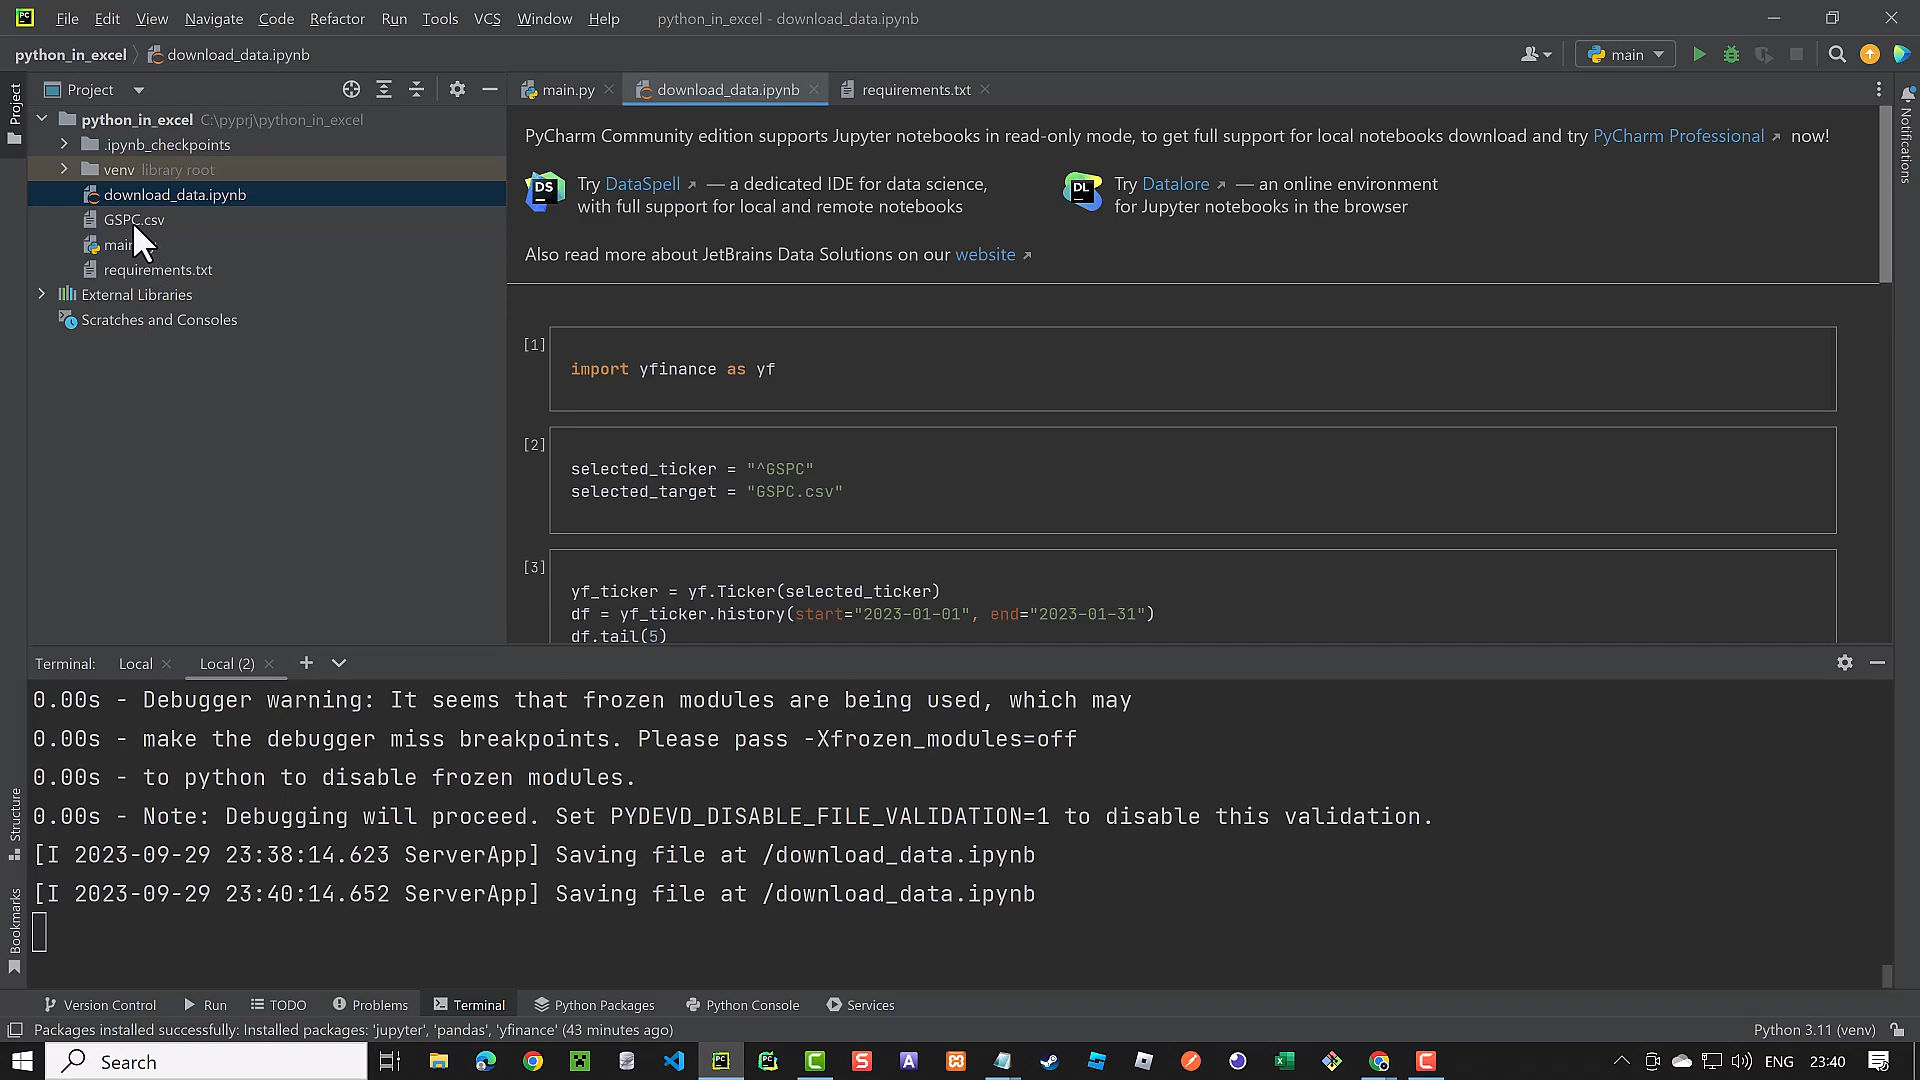 File Edit View Navigate Code Refactor Run Tools VCS Window Help python_in_excel - download_data.ipynb
python_in_excel download_data.ipynb main
Project
Project
main.py download_data.ipynb requirements.txt
python_in_excel C:\pyprj\python_in_excel
.ipynb_checkpoints
venv library root
download_data.ipynb
GSPC.csv
main
requirements.txt
External Libraries
Scratches and Consoles
Notifications
PyCharm Community edition supports Jupyter notebooks in read-only mode, to get full support for local notebooks download and try PyCharm Professional now!
DS
Try DataSpell — a dedicated IDE for data science,
with full support for local and remote notebooks
DL
Try Datalore — an online environment
for Jupyter notebooks in the browser
Also read more about JetBrains Data Solutions on our website
[1]
import yfinance as yf
[2]
selected_ticker = "^GSPC"
selected_target = "GSPC.csv"
[3]
yf_ticker = yf.Ticker(selected_ticker)
df = yf_ticker.history(start="2023-01-01", end="2023-01-31")
df.tail(5)
Terminal: Local Local (2)
0.00s - Debugger warning: It seems that frozen modules are being used, which may
0.00s - make the debugger miss breakpoints. Please pass -Xfrozen_modules=off
0.00s - to python to disable frozen modules.
0.00s - Note: Debugging will proceed. Set PYDEVD_DISABLE_FILE_VALIDATION=1 to disable this validation.
[I 2023-09-29 23:38:14.623 ServerApp] Saving file at /download_data.ipynb
[I 2023-09-29 23:40:14.652 ServerApp] Saving file at /download_data.ipynb
Structure
Bookmarks
Version Control Run TODO Problems Terminal Python Packages Python Console Services
Packages installed successfully: Installed packages: 'jupyter', 'pandas', 'yfinance' (43 minutes ago) Python 3.11 (venv)
Search ENG 23:40